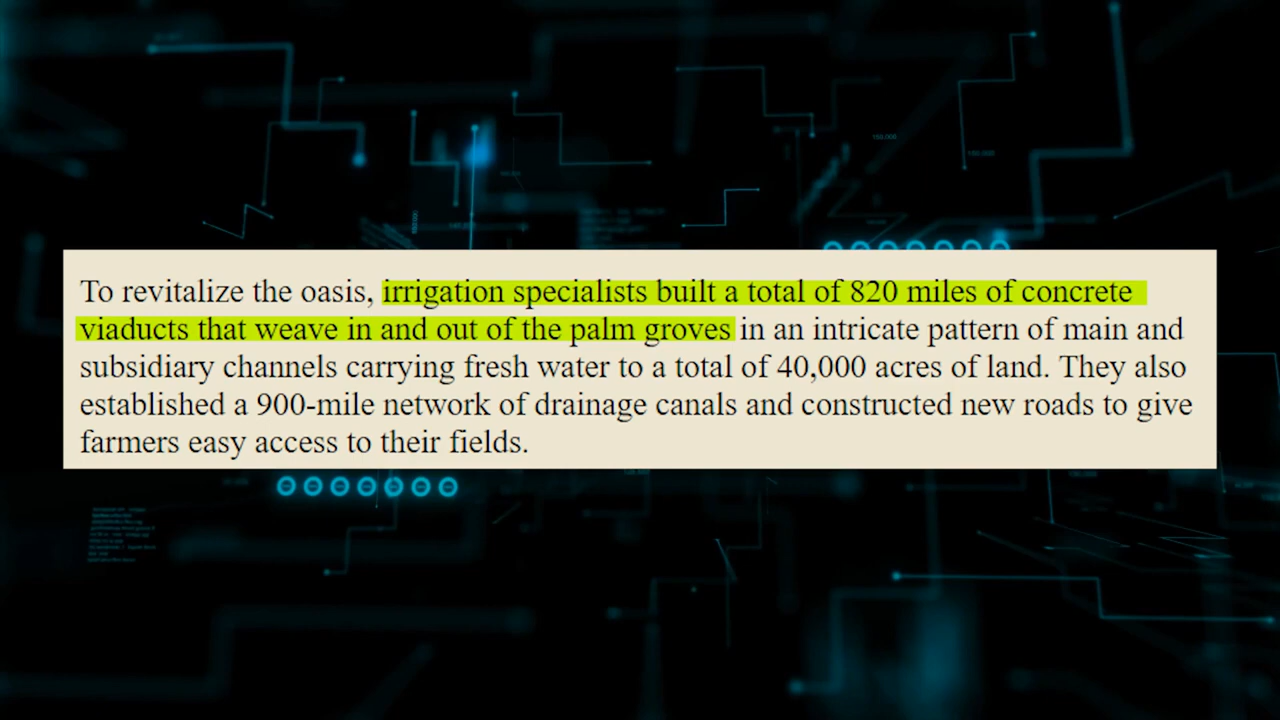 To revitalize the oasis, irrigation specialists built a total of 820 miles of concrete
viaducts that weave in and out of the palm groves in an intricate pattern of main and
subsidiary channels carrying fresh water to a total of 40,000 acres of land. They also
established a 900-mile network of drainage canals and constructed new roads to give
farmers easy access to their fields.